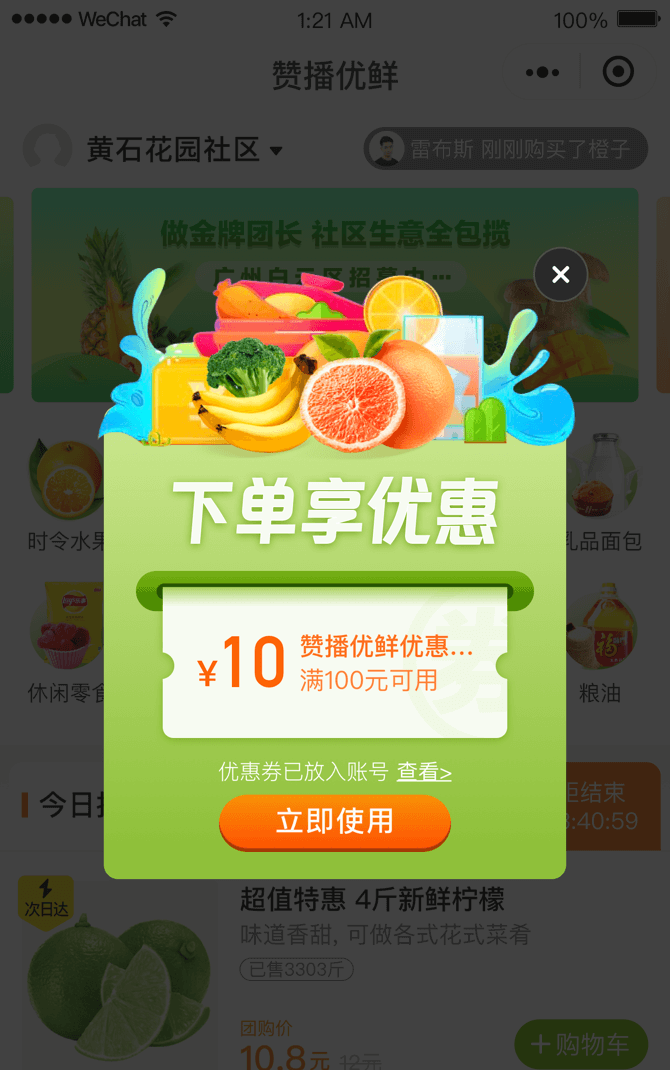 WeChat
1:21 AM
100%
赞播优鲜
黄石花园社区
雷布斯 刚刚购买了橙子
做金牌团长 社区生意全包揽
广州白云区招募中
下单享优惠
时令水果
乳品面包
¥10
赞播优鲜优惠...
满100元可用
券
休闲零食
粮油
福
优惠券已放入账号 查看>
立即使用
今日
距结束
:40:59
次日达
超值特惠 4斤新鲜柠檬
味道香甜, 可做各式花式菜肴
已售3303斤
团购价
10.8元 12元
+购物车